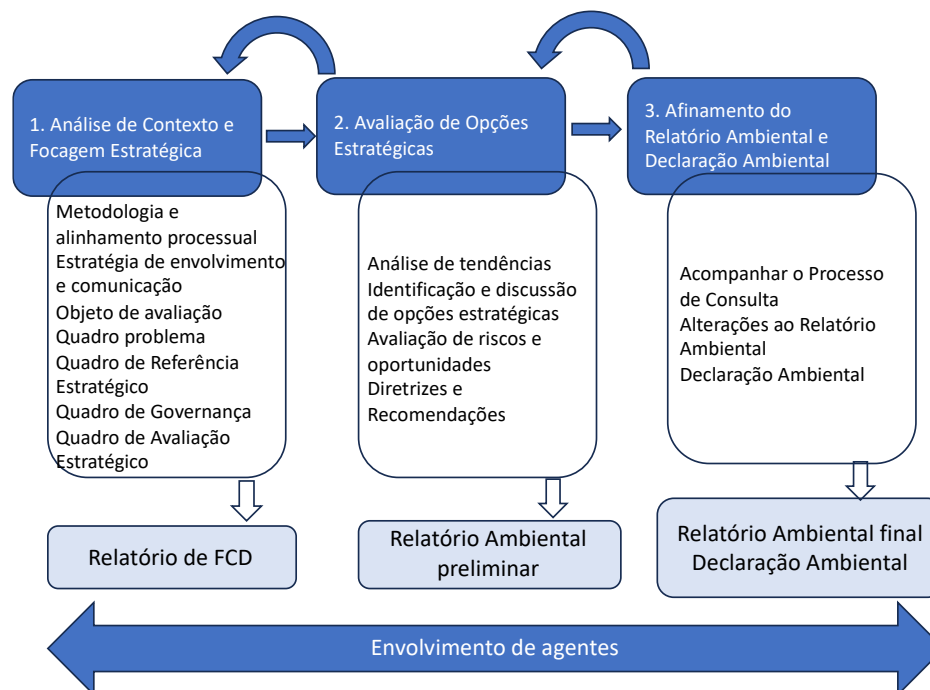 1. Análise de Contexto e
Focagem Estratégica
2. Avaliação de Opções
Estratégicas
3. Afinamento do
Relatório Ambiental e
Declaração Ambiental
Metodologia e
alinhamento processual
Estratégia de envolvimento
e comunicação
Objeto de avaliação
Quadro problema
Quadro de Referência
Estratégico
Quadro de Governança
Quadro de Avaliação
Estratégico
Análise de tendências
Identificação e discussão
de opções estratégicas
Avaliação de riscos e
oportunidades
Diretrizes e
Recomendações
Acompanhar o Processo
de Consulta
Alterações ao Relatório
Ambiental
Declaração Ambiental
Relatório de FCD
Relatório Ambiental
preliminar
Relatório Ambiental final
Declaração Ambiental
Envolvimento de agentes